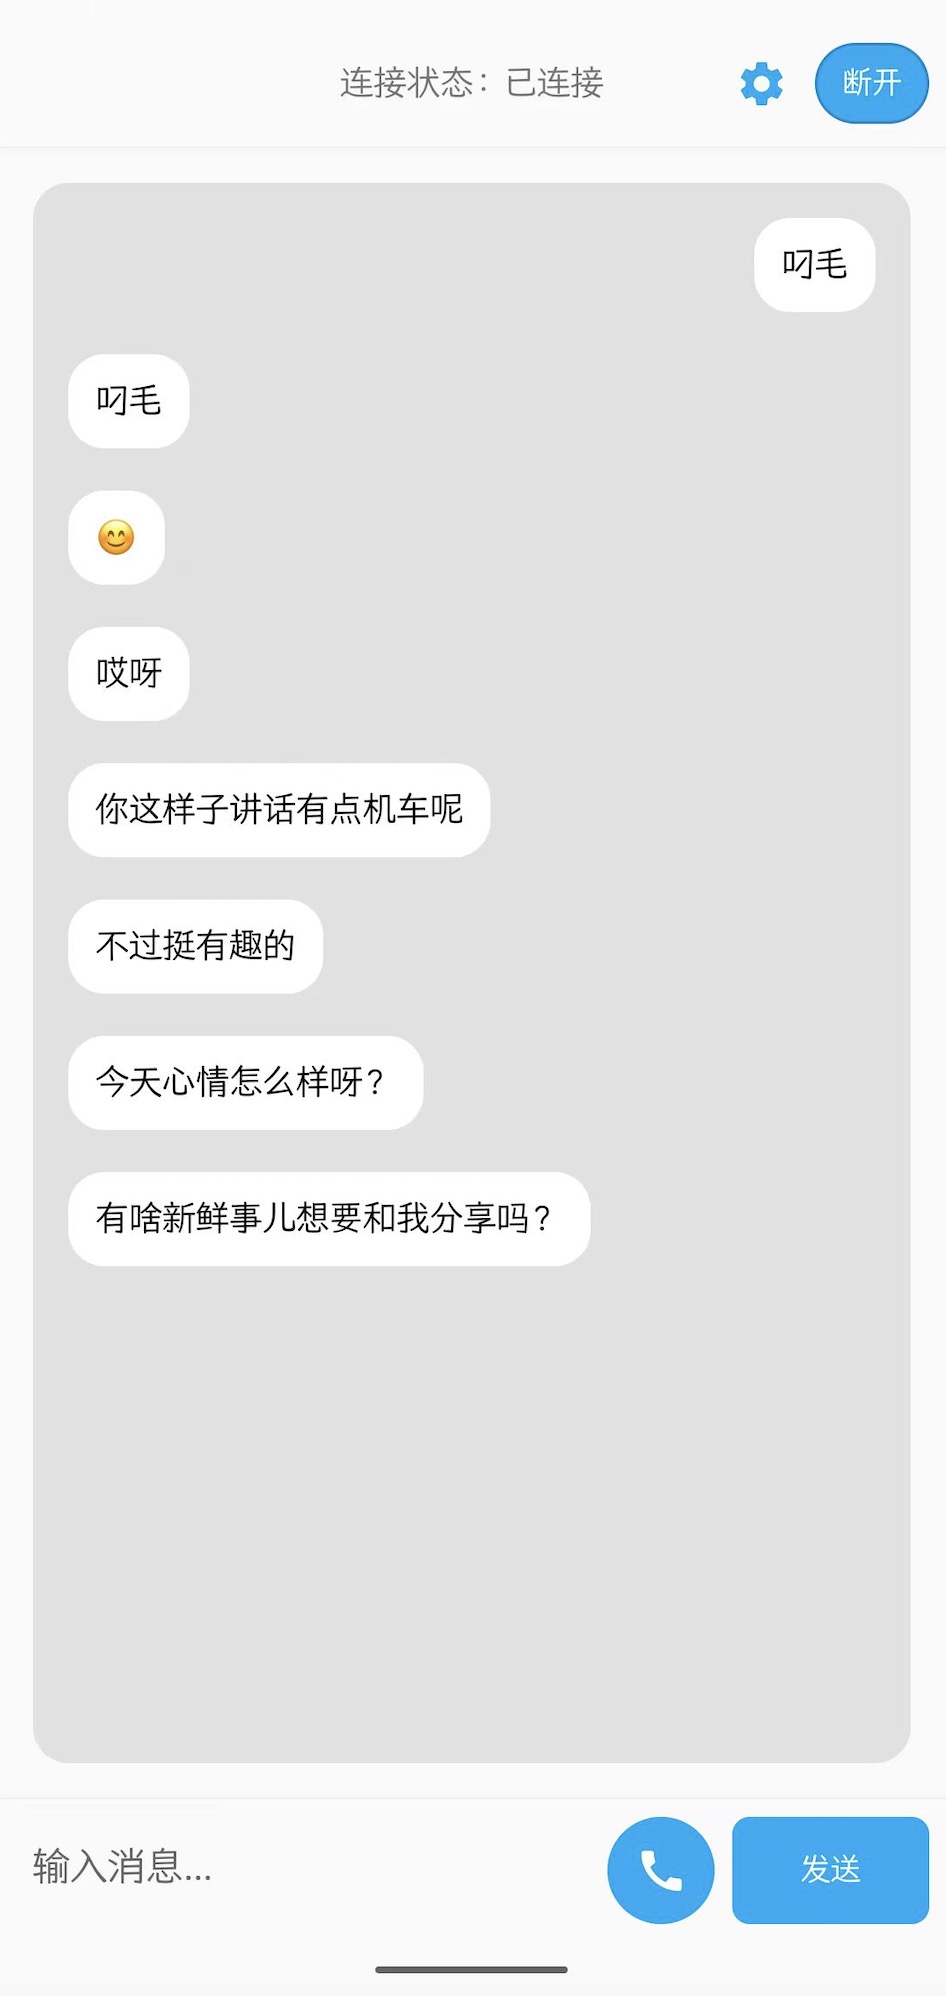 连接状态：已连接
断开
叼毛
叼毛
😊
哎呀
你这样子讲话有点机车呢
不过挺有趣的
今天心情怎么样呀？
有啥新鲜事儿想要和我分享吗？
输入消息...
发送